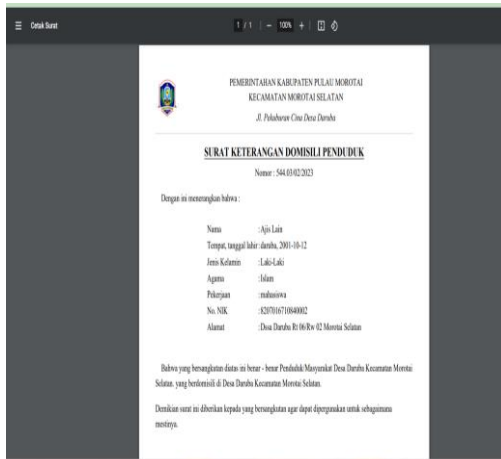 Cetak Surat
1 / 1 | − 100% +
PEMERINTAHAN KABUPATEN PULAU MOROTAI
KECAMATAN MOROTAI SELATAN
Jl. Pelaburan Cina Desa Daruba
SURAT KETERANGAN DOMISILI PENDUDUK
Nomor : 544.03/02/2023
Dengan ini menerangkan bahwa :
Nama : Ajis Lain
Tempat, tanggal lahir : daruba, 2001-10-12
Jenis Kelamin : Laki-Laki
Agama : Islam
Pekerjaan : mahasiswa
No. NIK : 8207016710840002
Alamat : Desa Daruba Rt 06/Rw 02 Morotai Selatan
Bahwa yang bersangkutan diatas ini benar - benar Penduduk/Masyarakat Desa Daruba Kecamatan Morotai
Selatan. yang berdomisili di Desa Daruba Kecamatan Morotai Selatan.
Demikian surat ini diberikan kepada yang bersangkutan agar dapat dipergunakan untuk sebagaimana
mestinya.